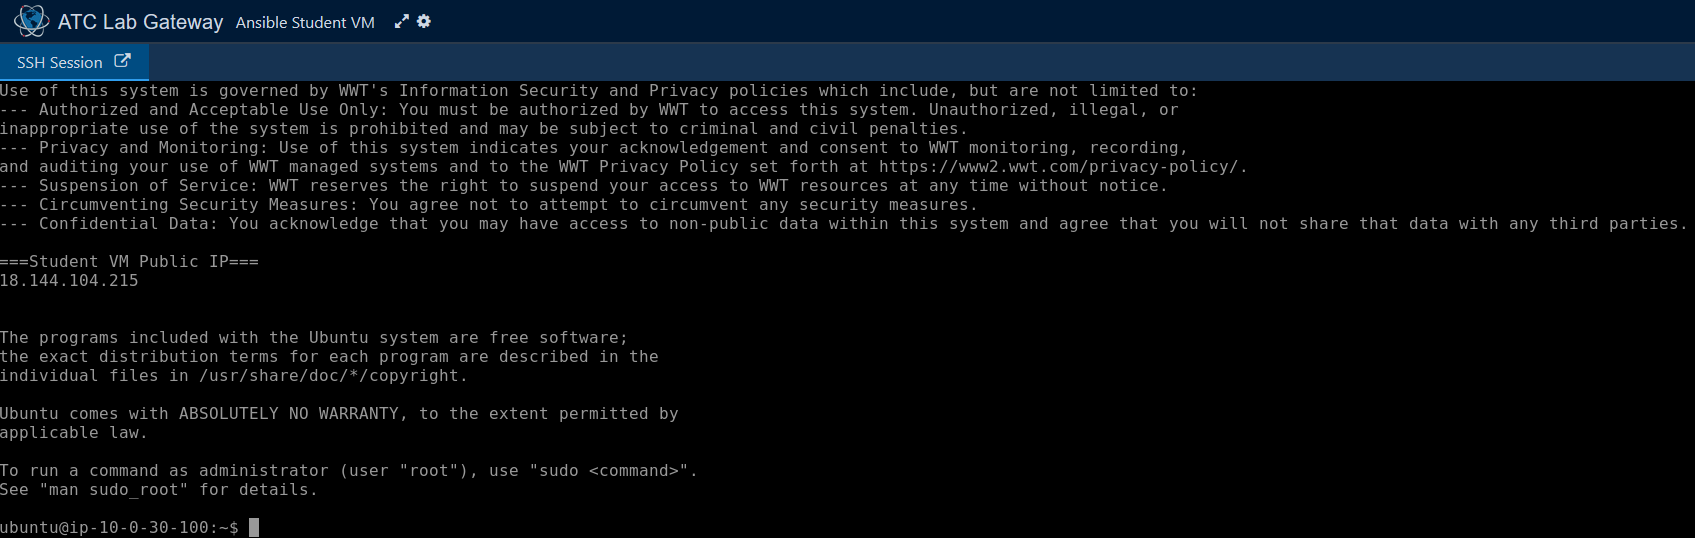 ATC Lab Gateway Ansible Student VM
SSH Session
Use of this system is governed by WWT's Information Security and Privacy policies which include, but are not limited to:
--- Authorized and Acceptable Use Only: You must be authorized by WWT to access this system. Unauthorized, illegal, or
inappropriate use of the system is prohibited and may be subject to criminal and civil penalties.
--- Privacy and Monitoring: Use of this system indicates your acknowledgement and consent to WWT monitoring, recording,
and auditing your use of WWT managed systems and to the WWT Privacy Policy set forth at https://www2.wwt.com/privacy-policy/.
--- Suspension of Service: WWT reserves the right to suspend your access to WWT resources at any time without notice.
--- Circumventing Security Measures: You agree not to attempt to circumvent any security measures.
--- Confidential Data: You acknowledge that you may have access to non-public data within this system and agree that you will not share that data with any third parties.
===Student VM Public IP===
18.144.104.215
The programs included with the Ubuntu system are free software;
the exact distribution terms for each program are described in the
individual files in /usr/share/doc/*/copyright.
Ubuntu comes with ABSOLUTELY NO WARRANTY, to the extent permitted by
applicable law.
To run a command as administrator (user "root"), use "sudo <command>".
See "man sudo_root" for details.
ubuntu@ip-10-0-30-100:~$